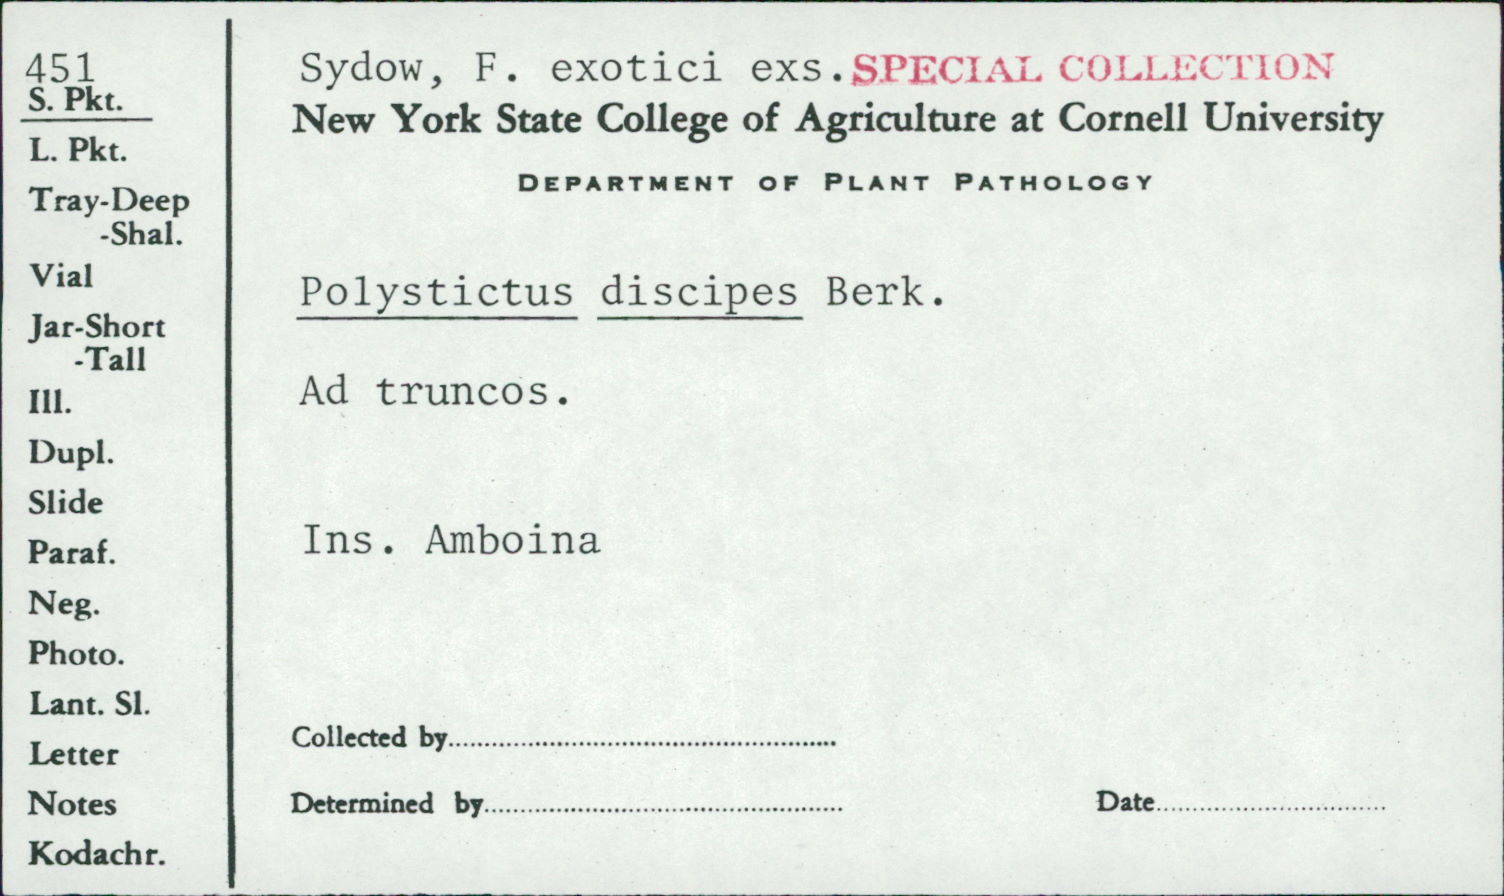 451
S. Pkt.
L. Pkt.
Tray-Deep
-Shal.
Vial
Jar-Short
-Tall
Ill.
Dupl.
Slide
Paraf.
Neg.
Photo.
Lant. Sl.
Letter
Notes
Kodachr.
Sydow, F. exotici exs. SPECIAL COLLECTION
New York State College of Agriculture at Cornell University
DEPARTMENT OF PLANT PATHOLOGY
Polystictus discipes Berk.
Ad truncos.
Ins. Amboina
Collected by
Determined by
Date